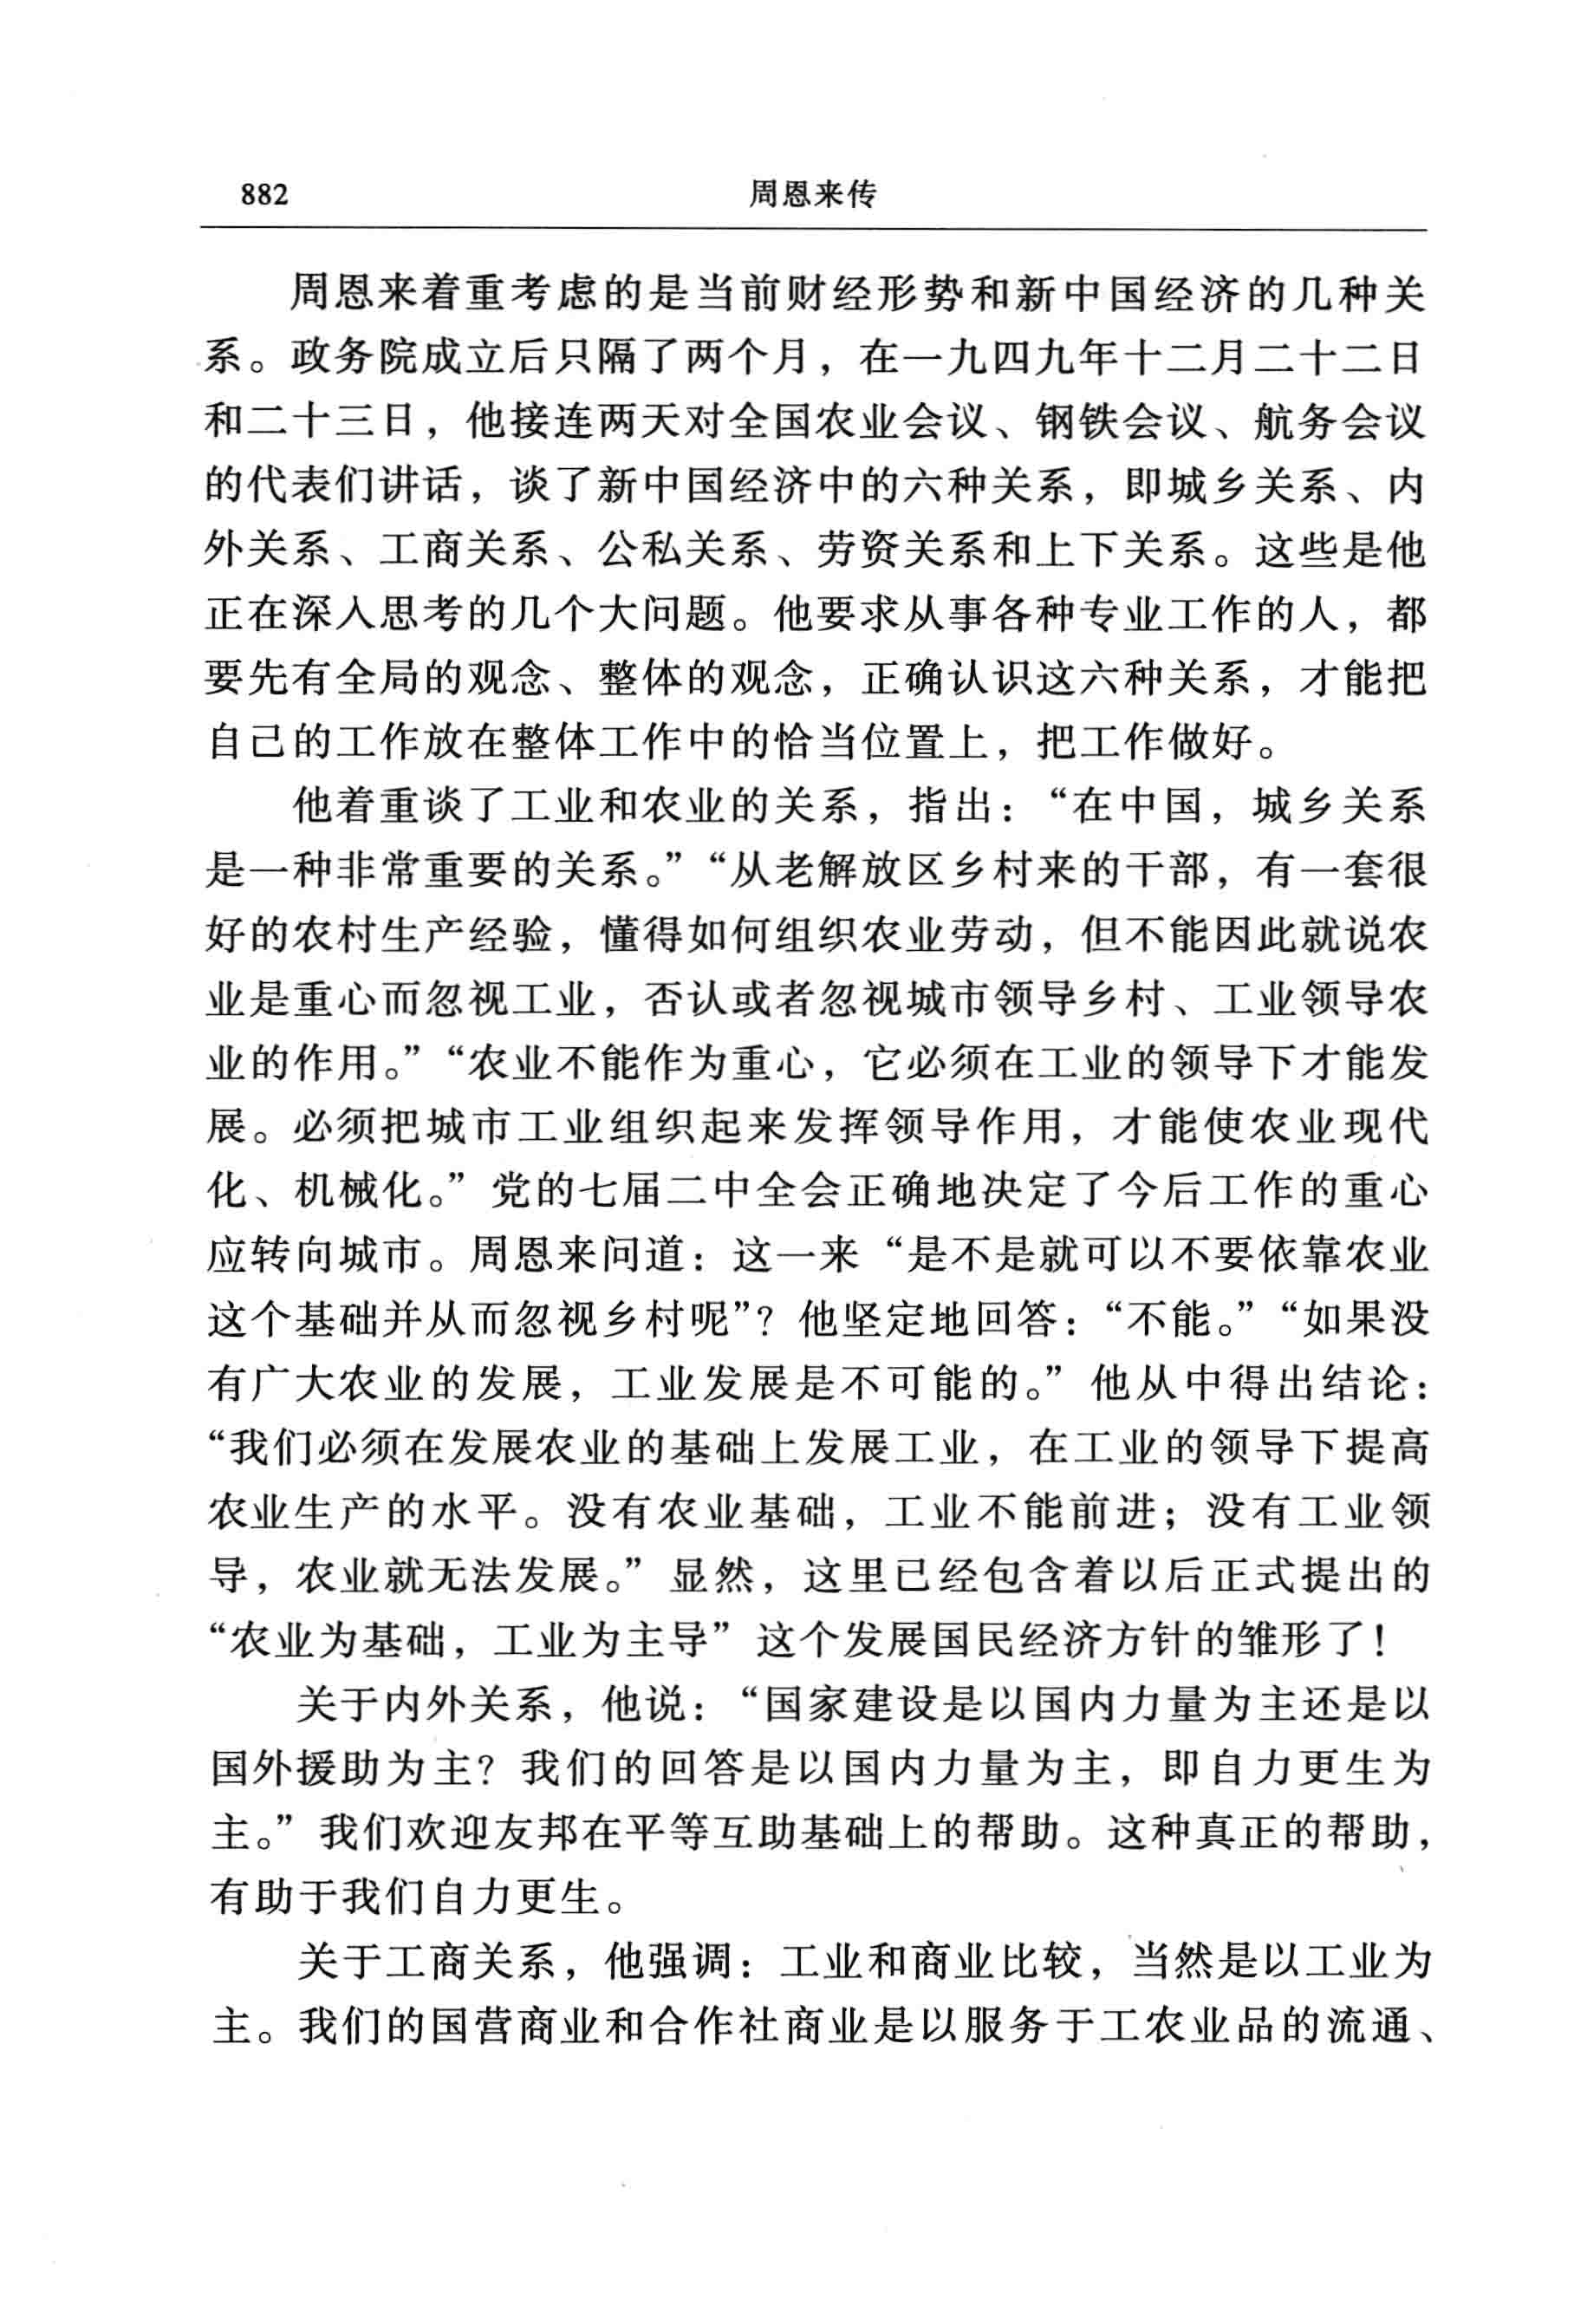 882
周恩来传
周恩来着重考虑的是当前财经形势和新中国经济的几种关
系。政务院成立后只隔了两个月，在一九四九年十二月二十二日
和二十三日，他接连两天对全国农业会议、钢铁会议、航务会议
的代表们讲话，谈了新中国经济中的六种关系，即城乡关系、内
外关系、工商关系、公私关系、劳资关系和上下关系。这些是他
正在深入思考的几个大问题。他要求从事各种专业工作的人，都
要先有全局的观念、整体的观念，正确认识这六种关系，才能把
自己的工作放在整体工作中的恰当位置上，把工作做好。
他着重谈了工业和农业的关系，指出：“在中国，城乡关系
是一种非常重要的关系。”“从老解放区乡村来的干部，有一套很
好的农村生产经验，懂得如何组织农业劳动，但不能因此就说农
业是重心而忽视工业，否认或者忽视城市领导乡村、工业领导农
业的作用。”“农业不能作为重心，它必须在工业的领导下才能发
展。必须把城市工业组织起来发挥领导作用，才能使农业现代
化、机械化。”党的七届二中全会正确地决定了今后工作的重心
应转向城市。周恩来问道：这一来“是不是就可以不要依靠农业
这个基础并从而忽视乡村呢”？他坚定地回答：“不能。”“如果没
有广大农业的发展，工业发展是不可能的。”他从中得出结论：
“我们必须在发展农业的基础上发展工业，在工业的领导下提高
农业生产的水平。没有农业基础，工业不能前进；没有工业领
导，农业就无法发展。”显然，这里已经包含着以后正式提出的
“农业为基础，工业为主导”这个发展国民经济方针的雏形了！
关于内外关系，他说：“国家建设是以国内力量为主还是以
国外援助为主？我们的回答是以国内力量为主，即自力更生为
主。”我们欢迎友邦在平等互助基础上的帮助。这种真正的帮助，
有助于我们自力更生。
关于工商关系，他强调：工业和商业比较，当然是以工业为
主。我们的国营商业和合作社商业是以服务于工农业品的流通、